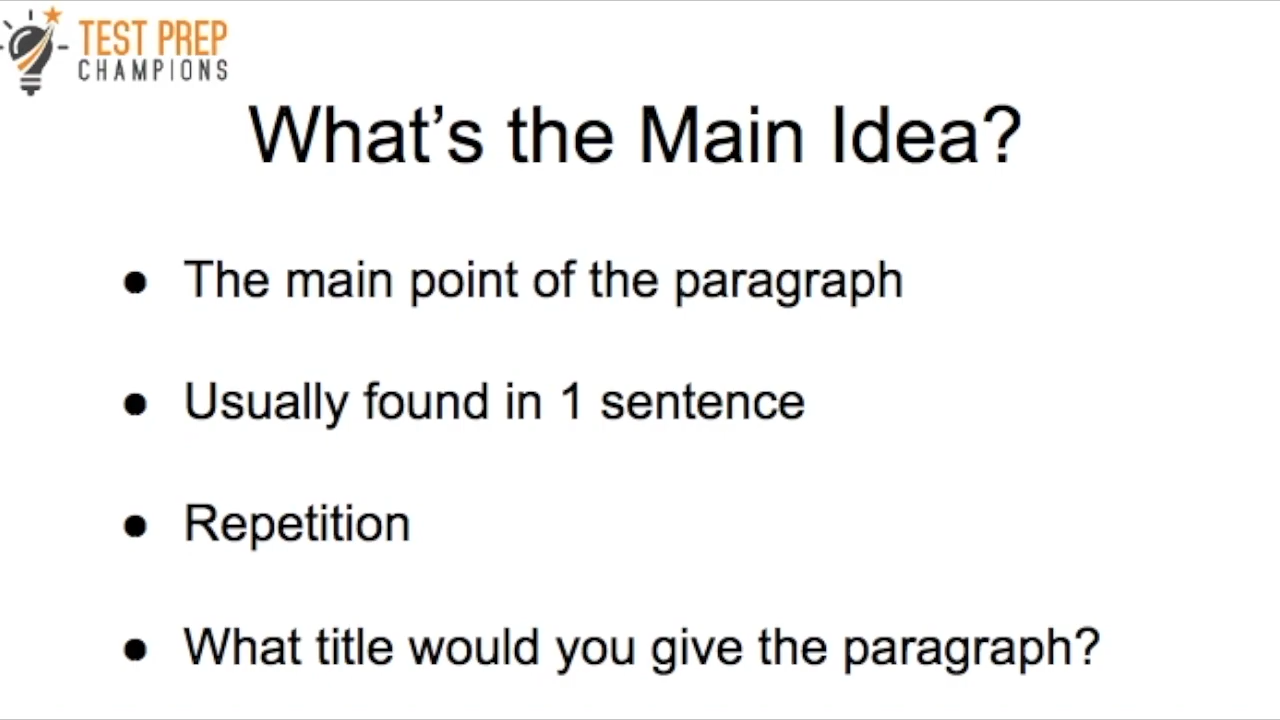 TEST PREP
CHAMPIONS
What’s the Main Idea?
● The main point of the paragraph
● Usually found in 1 sentence
● Repetition
● What title would you give the paragraph?